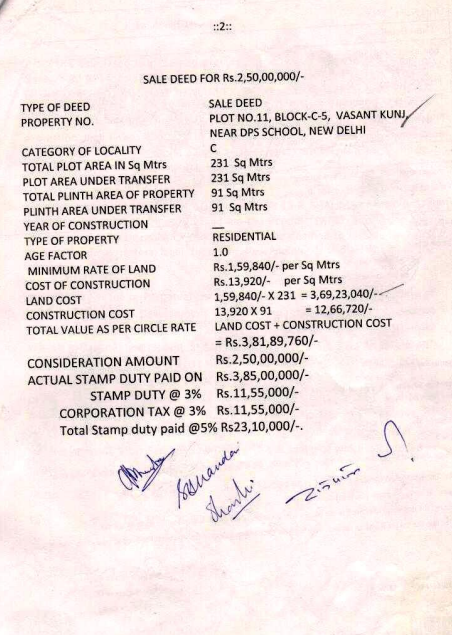 ::2::
SALE DEED FOR Rs.2,50,00,000/-
TYPE OF DEED SALE DEED
PROPERTY NO. PLOT NO.11, BLOCK-C-5, VASANT KUNJ,
NEAR DPS SCHOOL, NEW DELHI
CATEGORY OF LOCALITY C
TOTAL PLOT AREA IN Sq Mtrs 231 Sq Mtrs
PLOT AREA UNDER TRANSFER 231 Sq Mtrs
TOTAL PLINTH AREA OF PROPERTY 91 Sq Mtrs
PLINTH AREA UNDER TRANSFER 91 Sq Mtrs
YEAR OF CONSTRUCTION __
TYPE OF PROPERTY RESIDENTIAL
AGE FACTOR 1.0
MINIMUM RATE OF LAND Rs.1,59,840/- per Sq Mtrs
COST OF CONSTRUCTION Rs.13,920/- per Sq Mtrs
LAND COST 1,59,840/- X 231 = 3,69,23,040/-
CONSTRUCTION COST 13,920 X 91 = 12,66,720/-
TOTAL VALUE AS PER CIRCLE RATE LAND COST + CONSTRUCTION COST
= Rs.3,81,89,760/-
CONSIDERATION AMOUNT Rs.2,50,00,000/-
ACTUAL STAMP DUTY PAID ON Rs.3,85,00,000/-
STAMP DUTY @ 3% Rs.11,55,000/-
CORPORATION TAX @ 3% Rs.11,55,000/-
Total Stamp duty paid @5% Rs23,10,000/-.